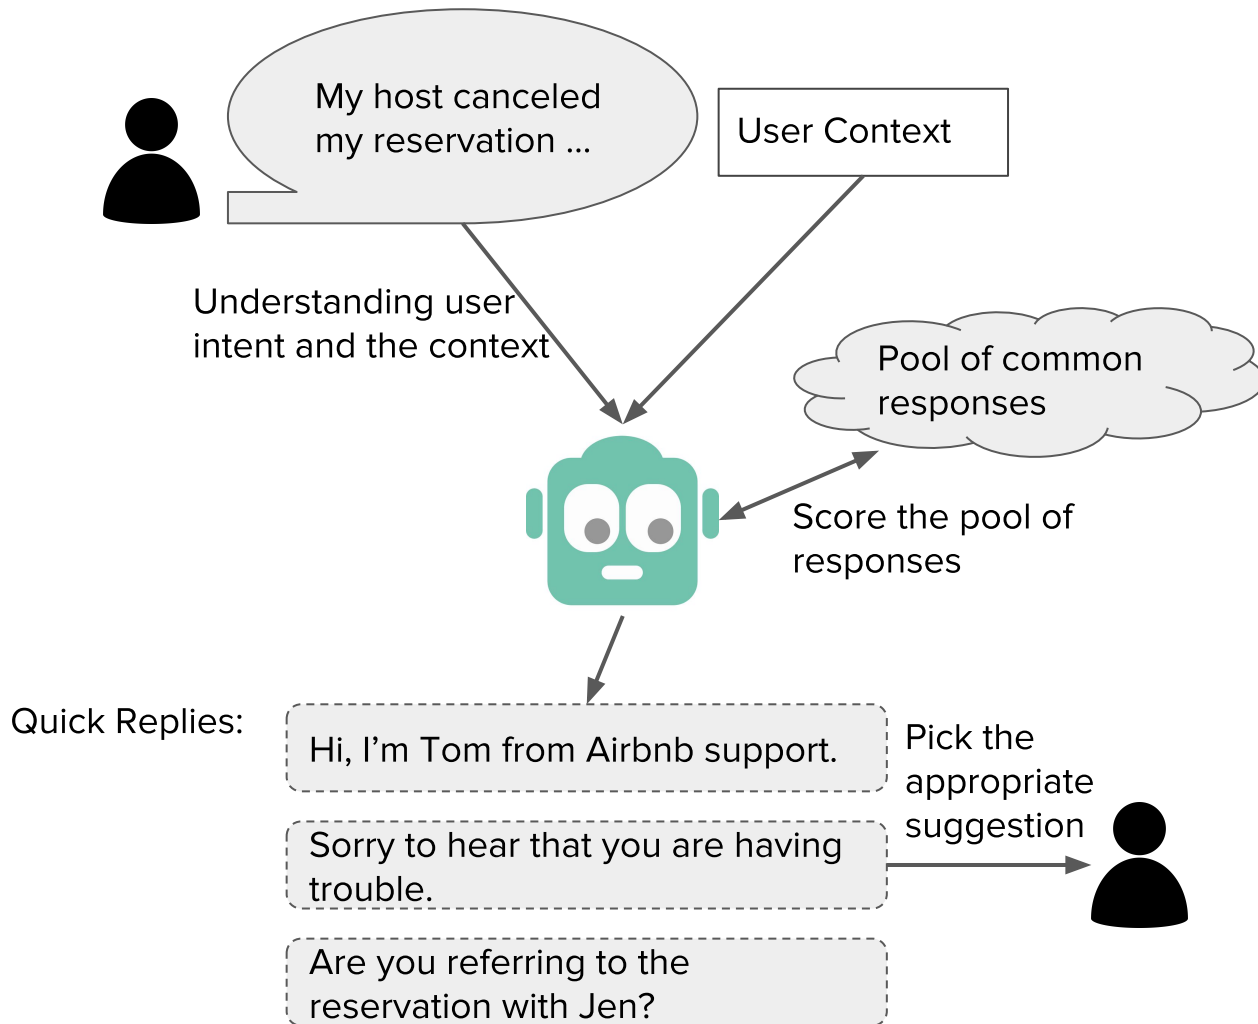 My host canceled
my reservation ...
User Context
Understanding user
intent and the context
Pool of common
responses
Score the pool of
responses
Quick Replies:
Hi, I’m Tom from Airbnb support.
Pick the
appropriate
suggestion
Sorry to hear that you are having
trouble.
Are you referring to the
reservation with Jen?